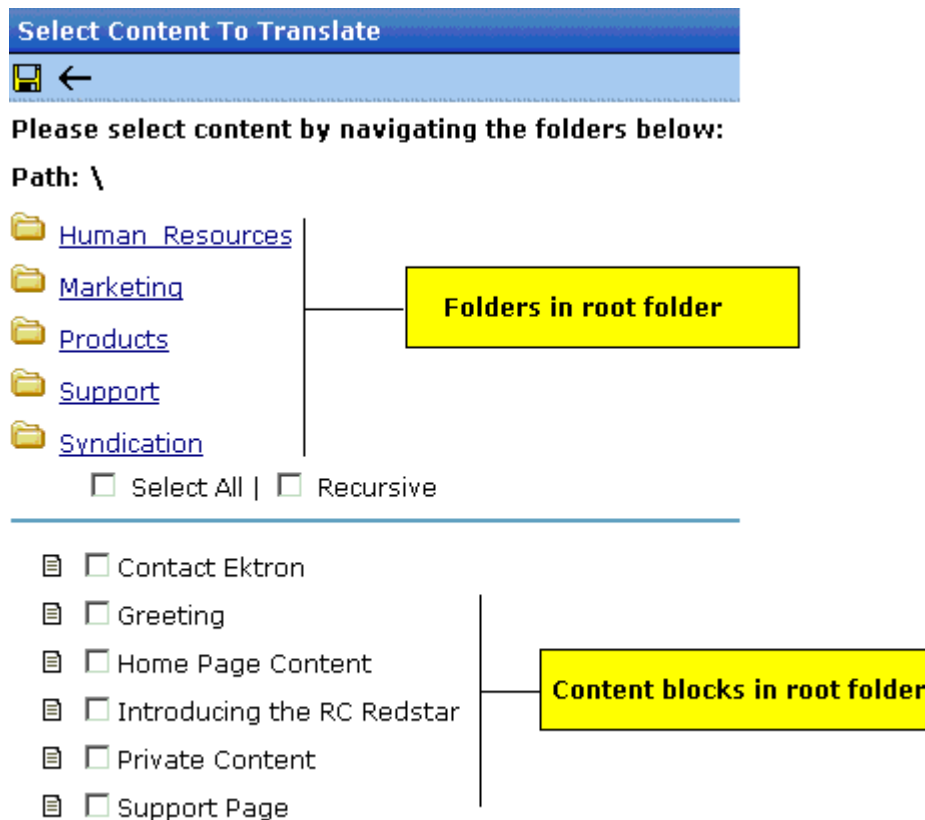 Select Content To Translate
Please select content by navigating the folders below:
Path: \
Human Resources
Marketing
Folders in root folder
Products
Support
Syndication
Select All | Recursive
Contact Ektron
Greeting
Home Page Content
Content blocks in root folder
Introducing the RC Redstar
Private Content
Support Page